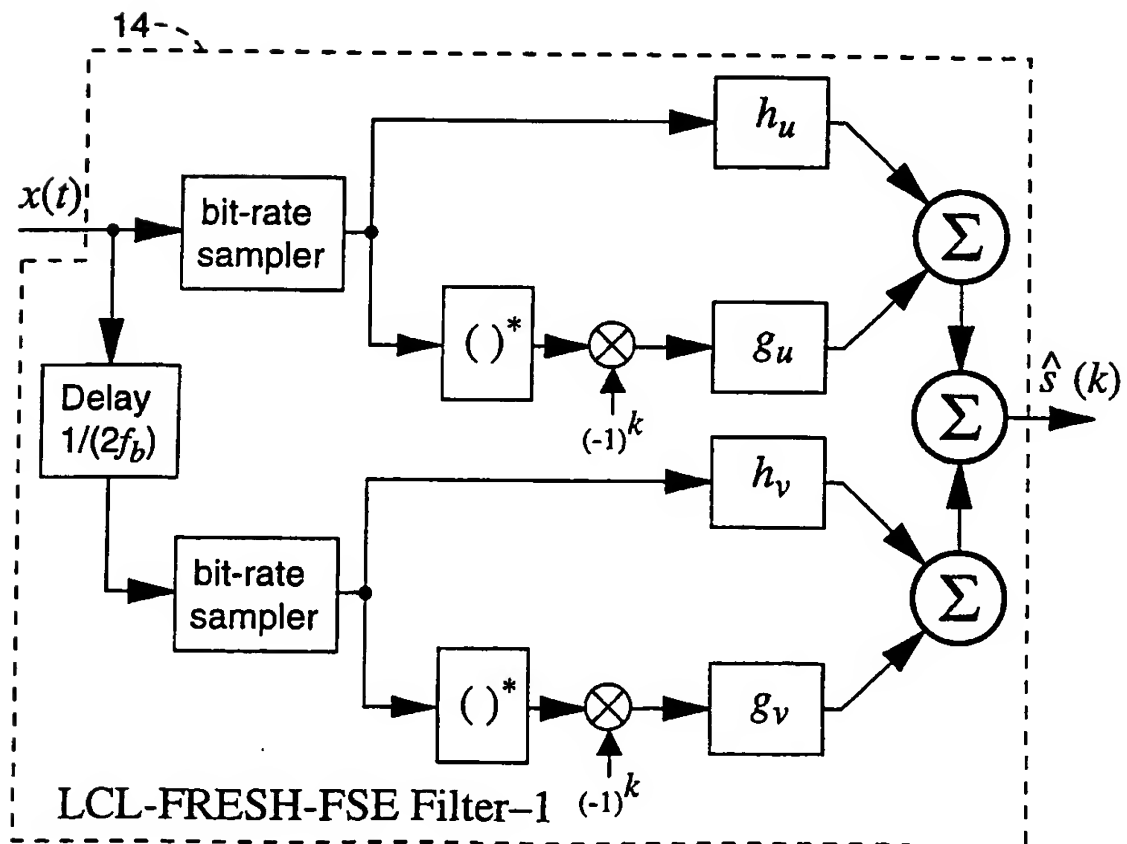 14
x(t)
bit-rate
sampler
h_u
Σ
( )*
g_u
(-1)^k
Delay
1/(2f_b)
Σ
ŝ (k)
h_v
bit-rate
sampler
Σ
( )*
g_v
(-1)^k
LCL-FRESH-FSE Filter–1